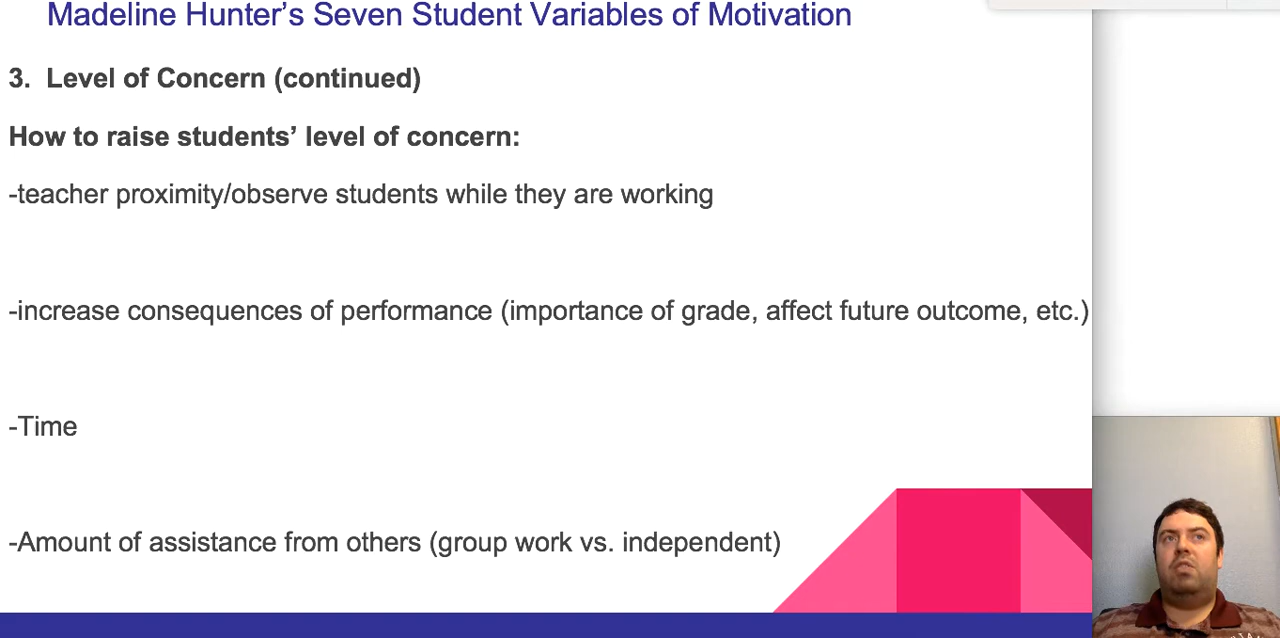 Madeline Hunter’s Seven Student Variables of Motivation
3. Level of Concern (continued)
How to raise students’ level of concern:
-teacher proximity/observe students while they are working
-increase consequences of performance (importance of grade, affect future outcome, etc.)
-Time
-Amount of assistance from others (group work vs. independent)